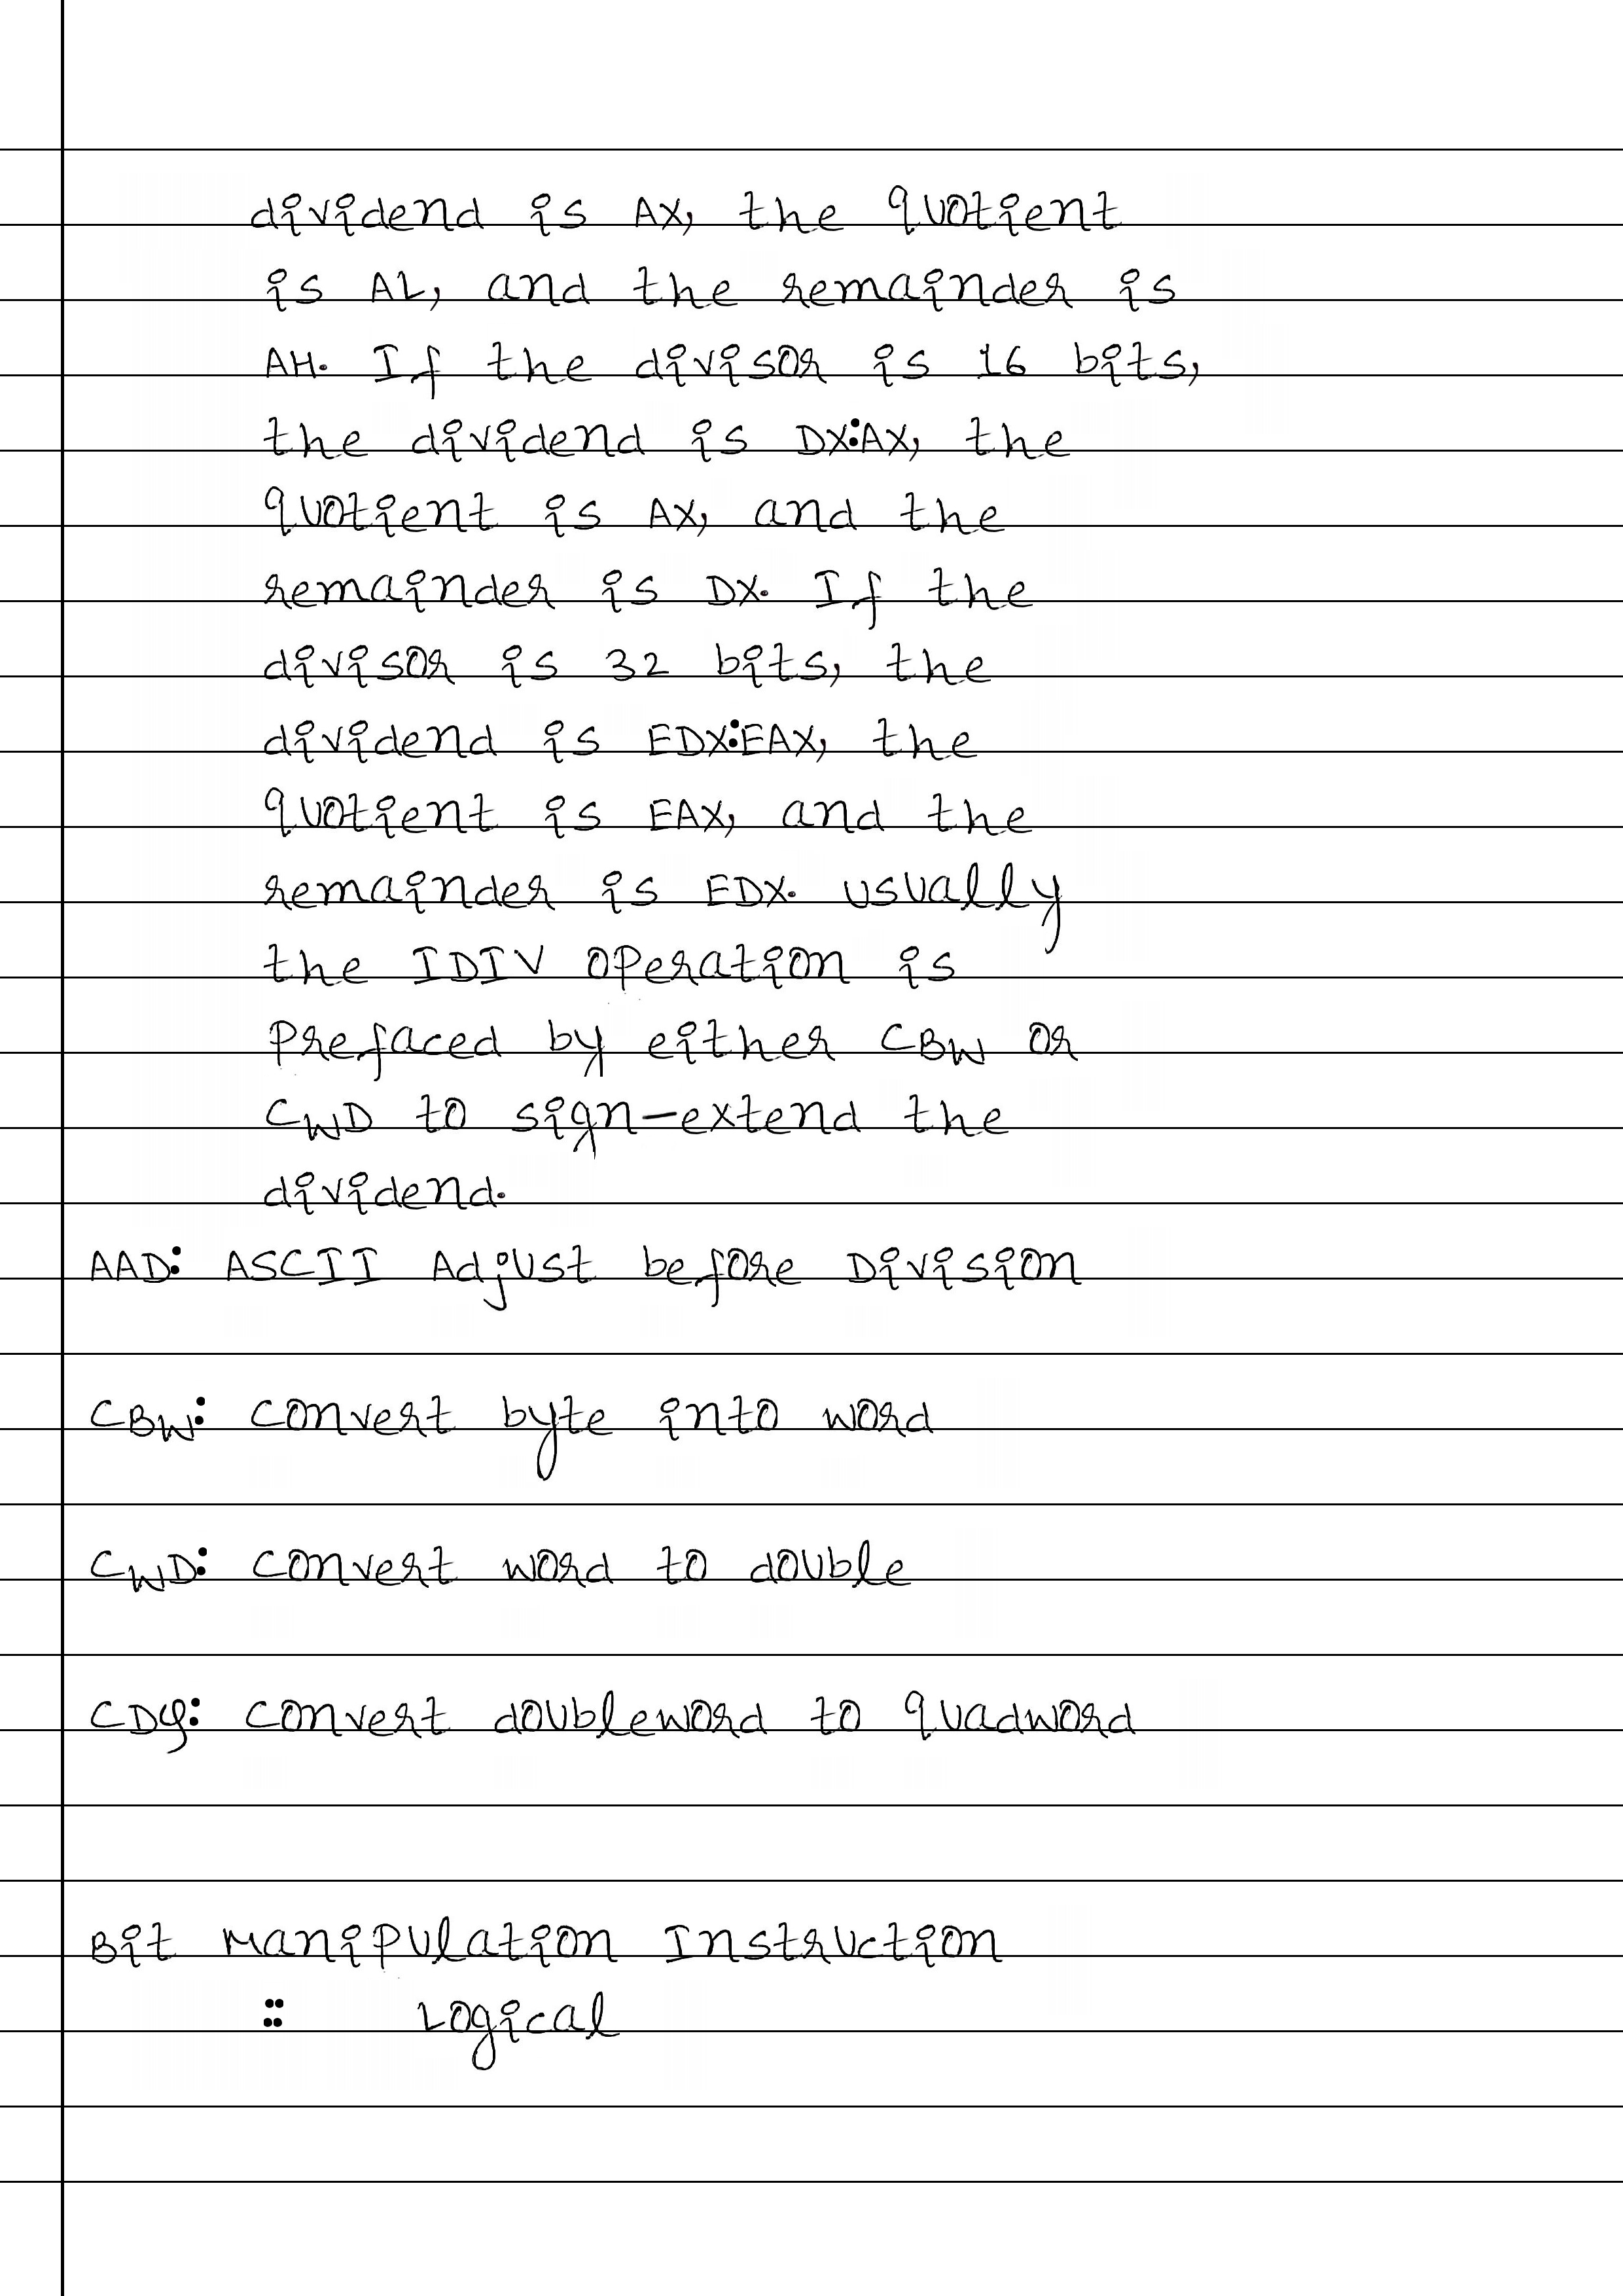 dividend is AX, the quotient
is AL, and the remainder is
AH. If the divisor is 16 bits,
the dividend is DX:AX, the
quotient is AX, and the
remainder is DX. If the
divisor is 32 bits, the
dividend is EDX:EAX, the
quotient is EAX, and the
remainder is EDX. usually
the IDIV operation is
prefaced by either CBW or
CWD to sign-extend the
dividend.
AAD: ASCII Adjust before Division
CBW: convert byte into word
CWD: convert word to double
CDQ: convert doubleword to quadword
Bit Manipulation Instruction
:: Logical